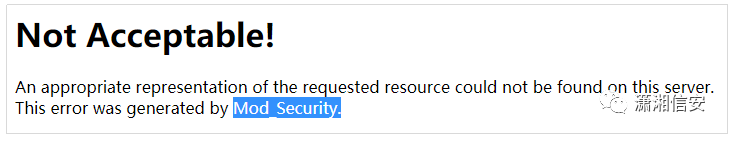 Not Acceptable!
An appropriate representation of the requested resource could not be found on this server.
This error was generated by Mod_Security.
潇湘信安